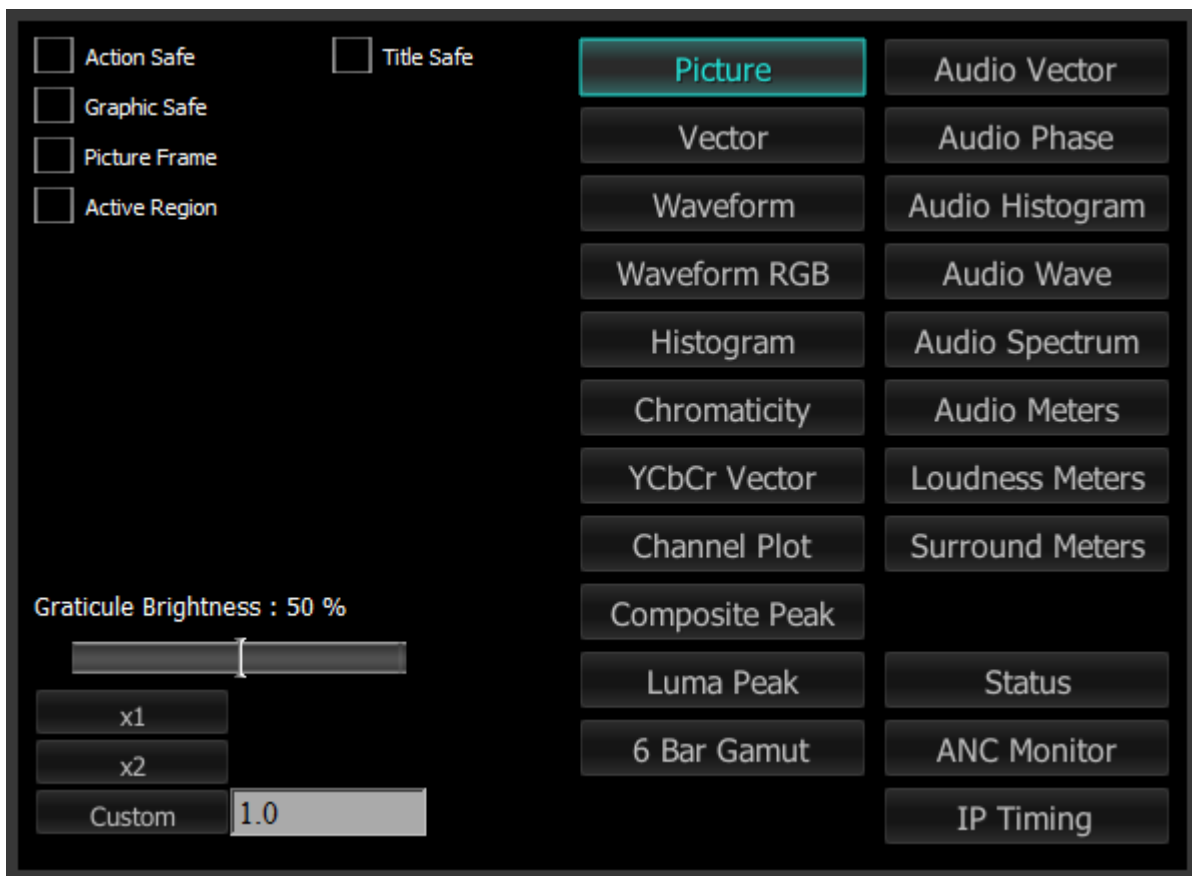 Action Safe
Title Safe
Graphic Safe
Picture Frame
Active Region
Graticule Brightness : 50 %
x1
x2
Custom
1.0
Picture
Vector
Waveform
Waveform RGB
Histogram
Chromaticity
YCbCr Vector
Channel Plot
Composite Peak
Luma Peak
6 Bar Gamut
Audio Vector
Audio Phase
Audio Histogram
Audio Wave
Audio Spectrum
Audio Meters
Loudness Meters
Surround Meters
Status
ANC Monitor
IP Timing